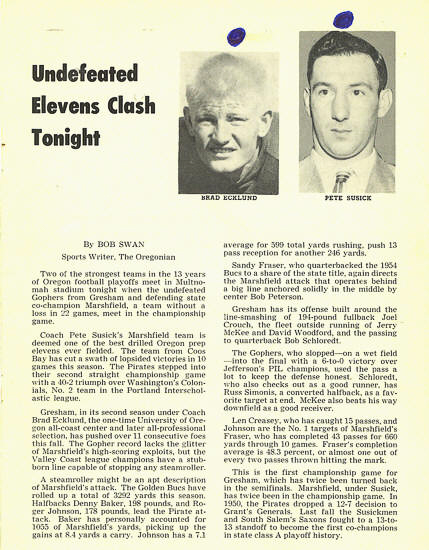 Undefeated
Elevens Clash
Tonight
BRAD ECKLUND
PETE SUSICK
By BOB SWAN
Sports Writer, The Oregonian
Two of the strongest teams in the 13 years
of Oregon football playoffs meet in Multno-
mah stadium tonight when the undefeated
Gophers from Gresham and defending state
co-champion Marshfield, a team without a
loss in 22 games, meet in the championship
game.
Coach Pete Susick's Marshfield team is
deemed one of the best drilled Oregon prep
elevens ever fielded. The team from Coos
Bay has cut a swath of lopsided victories in 10
games this season. The Pirates stepped into
their second straight championship game
with a 40-2 triumph over Washington's Colon-
ials, No. 2 team in the Portland Interschol-
astic league.
Gresham, in its second season under Coach
Brad Ecklund, the one-time University of Ore-
gon all-coast center and later all-professional
selection, has pushed over 11 consecutive foes
this fall. The Gopher record lacks the glitter
of Marshfield's high-scoring exploits, but the
Valley Conference league champions have a stub-
born line capable of stopping any steamroller.
A steamroller might be an apt description
of Marshfield's attack. The Golden Bucs have
rolled up a total of 3292 yards this season.
Halfbacks Denny Baker, 198 pounds, and Ro-
ger Johnson, 178 pounds, lead the Pirate at-
tack. Baker has personally accounted for
1055 of Marshfield's yards, picking up the
gains at 8.4 yards a carry. Johnson has a 7.1
average for 599 total yards rushing, push 13
pass reception for another 246 yards.
Sandy Fraser, who quarterbacked the 1954
Bucs to a share of the state title, again directs
the Marshfield attack that operates behind
a big line anchored solidly in the middle by
center Bob Peterson.
Gresham has its offense built around the
line-smashing of 194-pound fullback Joel
Crouch, the fleet outside running of Jerry
McKee and David Woodford, and the passing
to quarterback Bob Schloredt.
The Gophers, who slopped—on a wet field
—into the final with a 6-to-0 victory over
Jefferson's PIL champions, used the pass a
lot to keep the defense honest. Schloredt,
who also checks out as a good runner, has
Russ Simonis, a converted halfback, as a fav-
orite target at end. McKee also beats his way
downfield as a good receiver.
Len Creasey, who has caught 15 passes, and
Johnson are the No. 1 targets of Marshfield's
Fraser, who has completed 43 passes for 660
yards through 10 games. Fraser's completion
average is 48.3 percent, or almost one out of
every two passes thrown hitting the mark.
This is the first championship game for
Gresham, which has twice been turned back
in the semifinals. Marshfield, under Susick,
has twice been in the championship game. In
1950, the Pirates dropped a 12-7 decision to
Grant's Generals. Last fall the Susickmen
and South Salem's Saxons fought to a 13-to-
13 standoff to become the first co-champions
in state class A playoff history.